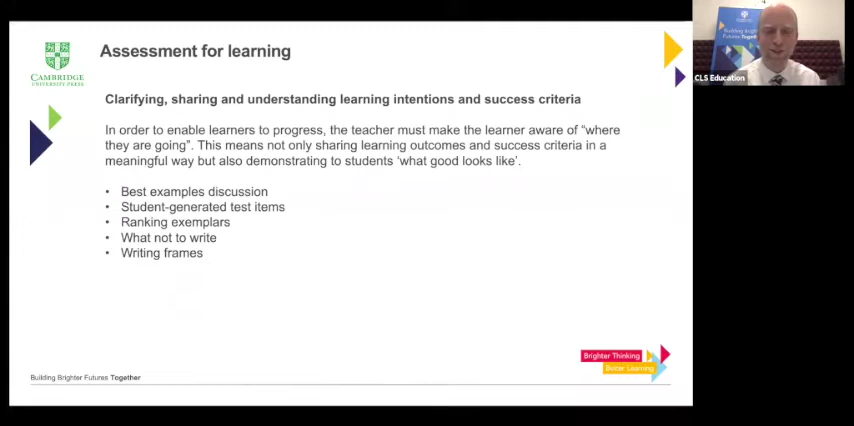 Assessment for learning
CAMBRIDGE
UNIVERSITY PRESS
Clarifying, sharing and understanding learning intentions and success criteria
In order to enable learners to progress, the teacher must make the learner aware of “where
they are going”. This means not only sharing learning outcomes and success criteria in a
meaningful way but also demonstrating to students ‘what good looks like’.
• Best examples discussion
• Student-generated test items
• Ranking exemplars
• What not to write
• Writing frames
Brighter Thinking
Better Learning
Building Brighter Futures Together
Building Brighter
Futures Together
CLS Education